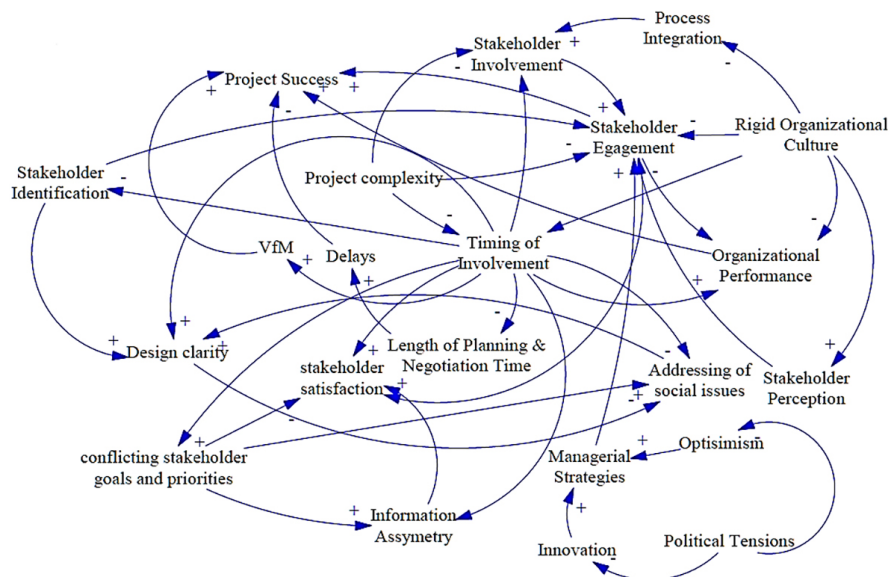 Process
Integration
Stakeholder
Involvement
Project Success
Stakeholder
Egagement
Rigid Organizational
Culture
Stakeholder
Identification
Project complexity
VfM
Delays
Timing of
Involvement
Organizational
Performance
Design clarity
stakeholder
satisfaction
Length of Planning &
Negotiation Time
Addressing of
social issues
Stakeholder
Perception
conflicting stakeholder
goals and priorities
Managerial
Strategies
Optisimism
Information
Assymetry
Innovation
Political Tensions